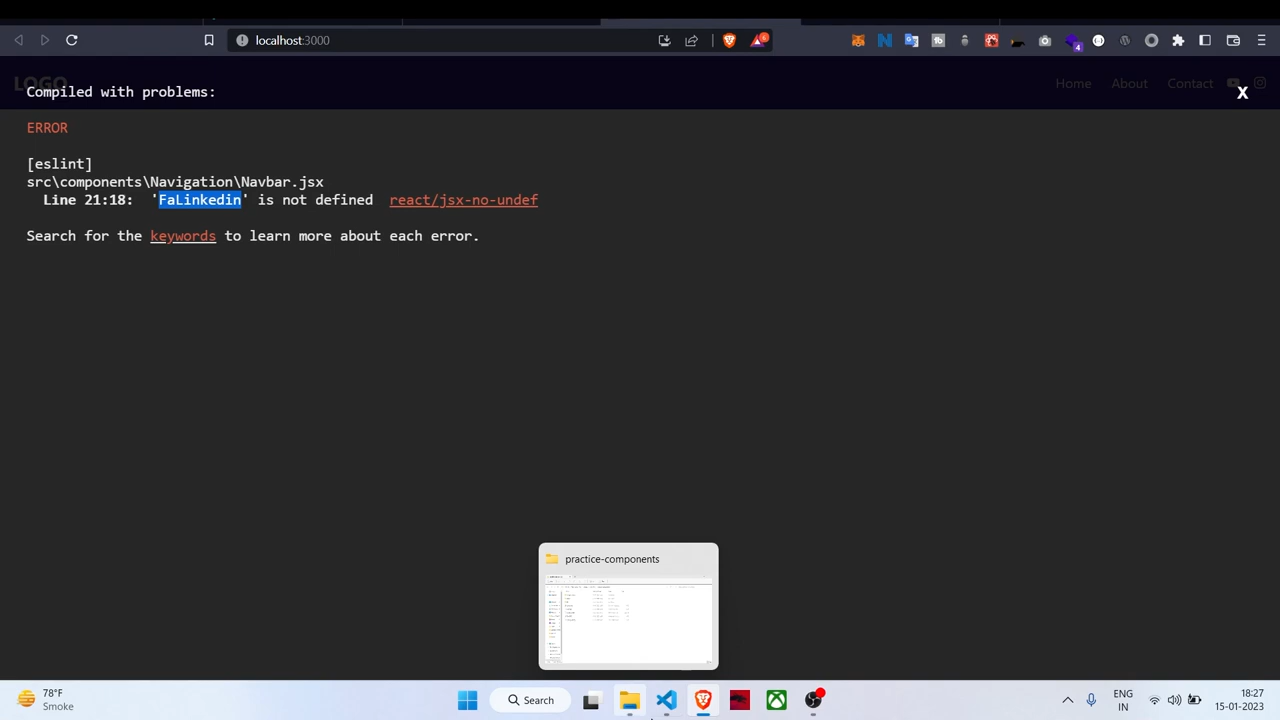 localhost:3000
6
4
LOGO
Home About Contact
Compiled with problems:
X
ERROR
[eslint]
src\components\Navigation\Navbar.jsx
Line 21:18: 'FaLinkedin' is not defined react/jsx-no-undef
Search for the keywords to learn more about each error.
practice-components
78°F
Smoke
Search
ENG
IN
18:27
15-01-2023